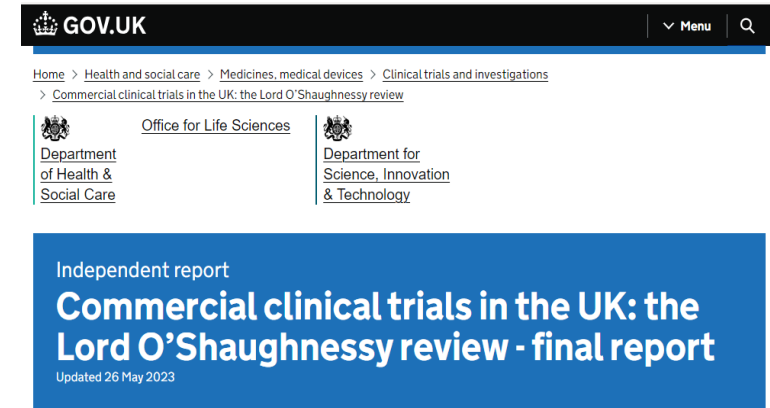 GOV.UK
Menu
Home > Health and social care > Medicines, medical devices > Clinical trials and investigations
> Commercial clinical trials in the UK: the Lord O'Shaughnessy review
Department
of Health &
Social Care
Office for Life Sciences
Department for
Science, Innovation
& Technology
Independent report
Commercial clinical trials in the UK: the
Lord O’Shaughnessy review - final report
Updated 26 May 2023